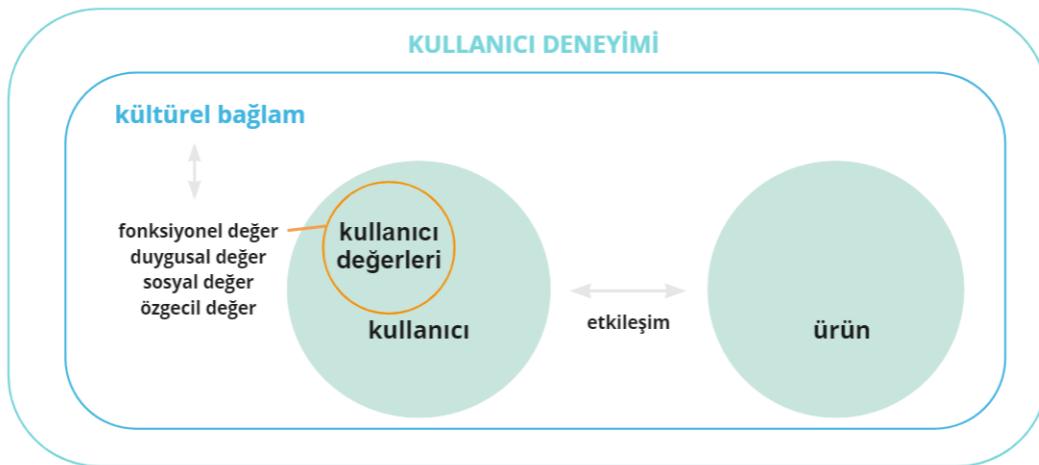 KULLANICI DENEYİMİ
kültürel bağlam
fonksiyonel değer
duygusal değer
sosyal değer
özgecil değer
kullanıcı
değerleri
kullanıcı
etkileşim
ürün